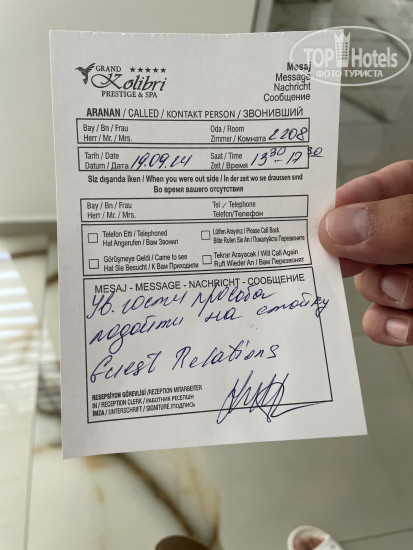 TOP Hotels
ФОТО ТУРИСТА
GRAND ★★★★★
Kolibri
PRESTIGE & SPA
Mesaj
Message
Nachricht
Сообщение
ARANAN / CALLED / KONTAKT PERSON / ЗВОНИВШИЙ
Bay / Bn / Frau
Herr / Mr. / Mrs.
Oda / Room
Zimmer / Комната 2208
Tarih / Date
Datum / Дата 19.09.24
Saat / Time
Zeit / Время 13 30 - 17 30
Siz dışarıda iken / When you were out side / In der zeit wo sie draussen sind
Во время вашего отсутствия
Bay / Bn / Frau
Herr / Mr. / Mrs.
Tel / Telephone
Telefon/Телефон
Telefon Etti / Telephoned
Hat Angerufen / Вам Звонил
Lütfen Arayınız / Please Call Back
Bitte Rufen Sie An / Пожалуйста Перезвоните
Görüşmeye Geldi / Came to see
Hat Sie Besucht / К Вам Приходили
Tekrar Arayacak / Will Call Again
Ruft Wieder An / Вам Перезвонят
MESAJ - MESSAGE - NACHRICHT - СООБЩЕНИЕ
Ув. гости просьба
подойти на стойку
Guest Relations
RESEPSİYON GÖREVLİSİ / REZEPTION MITARBEITER
IN / RECEPTION CLERK / РАБОТНИК РЕСЕПШН
İMZA / UNTERSCHRIFT / SIGNATURE / ПОДПИСЬ